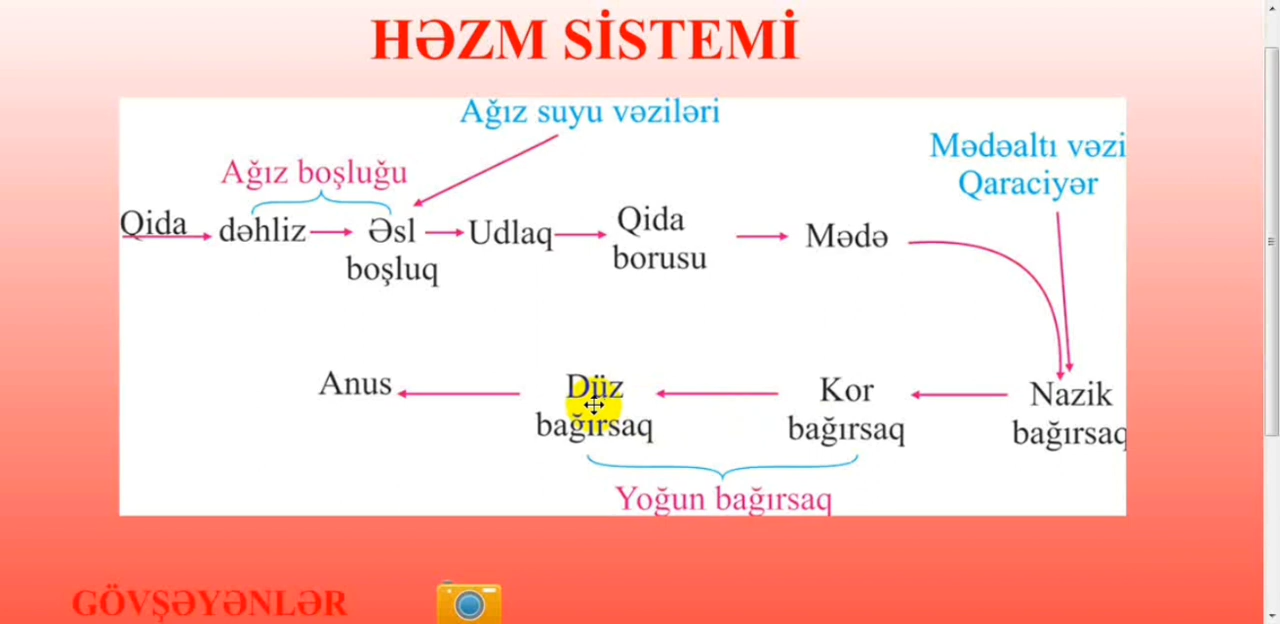 HƏZM SİSTEMİ
Ağız suyu vəziləri
Mədəaltı vəzi
Qaraciyər
Ağız boşluğu
Qida dəhliz Əsl Udlaq Qida Mədə
boşluq borusu
Anus Düz Kor Nazik
bağırsaq bağırsaq bağırsaq
Yoğun bağırsaq
GÖVŞƏYƏNLƏR